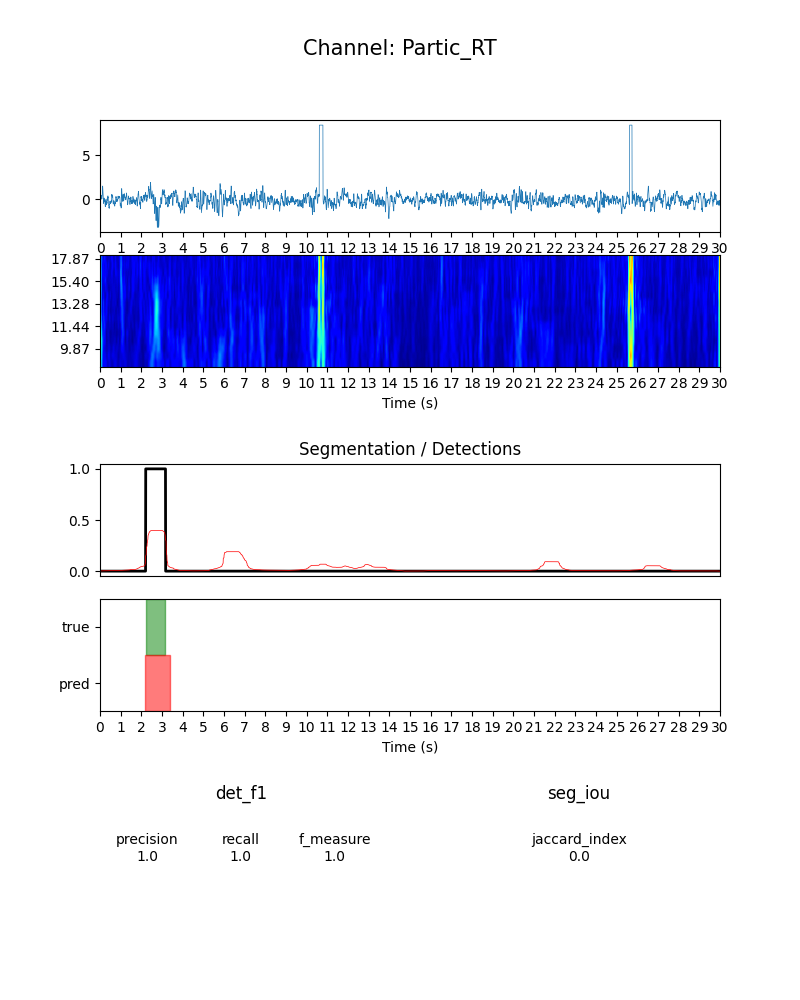 Channel: Partic_RT
5
0
0 1 2 3 4 5 6 7 8 9 10 11 12 13 14 15 16 17 18 19 20 21 22 23 24 25 26 27 28 29 30
17.87
15.40
13.28
11.44
9.87
0 1 2 3 4 5 6 7 8 9 10 11 12 13 14 15 16 17 18 19 20 21 22 23 24 25 26 27 28 29 30
Time (s)
Segmentation / Detections
1.0
0.5
0.0
true
pred
0 1 2 3 4 5 6 7 8 9 10 11 12 13 14 15 16 17 18 19 20 21 22 23 24 25 26 27 28 29 30
Time (s)
det_f1 seg_iou
precision recall f_measure jaccard_index
1.0 1.0 1.0 0.0